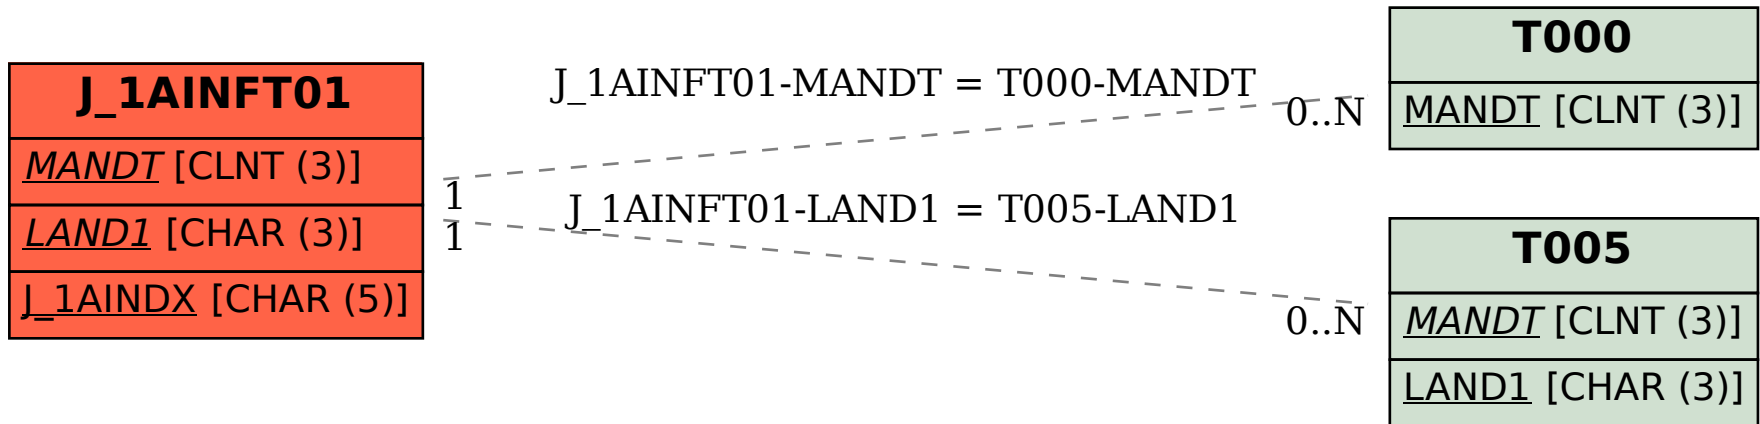 J_1AINFT01
MANDT [CLNT (3)]
LAND1 [CHAR (3)]
J_1AINDX [CHAR (5)]
J_1AINFT01-MANDT = T000-MANDT
0..N
1
J_1AINFT01-LAND1 = T005-LAND1
1
0..N
T000
MANDT [CLNT (3)]
T005
MANDT [CLNT (3)]
LAND1 [CHAR (3)]